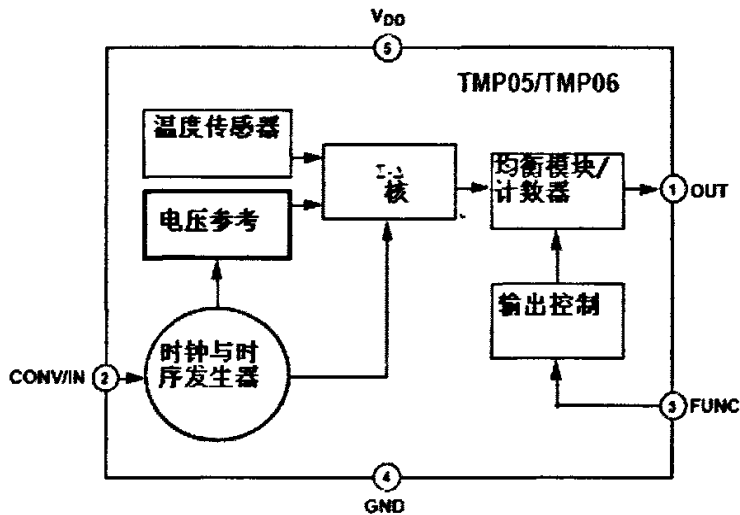 VDD
5
TMP05/TMP06
温度传感器
核
均衡模块/
计数器
1 OUT
电压参考
输出控制
时钟与时
序发生器
CONV/IN 2
3 FUNC
4
GND